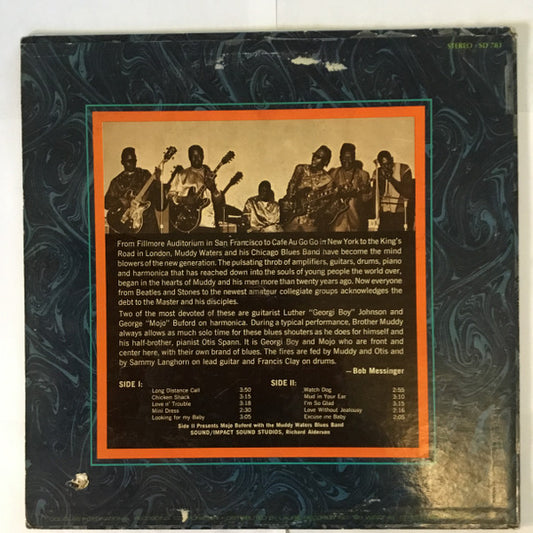 STEREO / SD 781
From Fillmore Auditorium in San Francisco to Cafe Au Go Go in New York to the King's
Road in London, Muddy Waters and his Chicago Blues Band have become the mind
blowers of the new generation. The pulsating throb of amplifiers, guitars, drums, piano
and harmonica that has reached down into the souls of young people the world over,
began in the hearts of Muddy and his men more than twenty years ago. Now everyone
from Beatles and Stones to the newest amateur collegiate groups acknowledges the
debt to the Master and his disciples.
Two of the most devoted of these are guitarist Luther "Georgi Boy" Johnson and
George "Mojo" Buford on harmonica. During a typical performance, Brother Muddy
always allows as much solo time for these blues shouters as he does for himself and
his half-brother, pianist Otis Spann. It is Georgi Boy and Mojo who are front and
center here, with their own brand of blues. The fires are fed by Muddy and Otis and
by Sammy Langhorn on lead guitar and Francis Clay on drums.
— Bob Messinger
SIDE I: SIDE II:
Long Distance Call 3:50 Watch Dog 2:55
Chicken Shack 3:15 Mud in Your Ear 3:10
Love n' Trouble 3:18 I'm So Glad 3:15
Mini Dress 2:30 Love Without Jealousy 2:16
Looking for my Baby 3:05 Excuse me Baby 2:05
Side II Presents Mojo Buford with the Muddy Waters Blues Band
SOUND/IMPACT SOUND STUDIOS, Richard Alderson